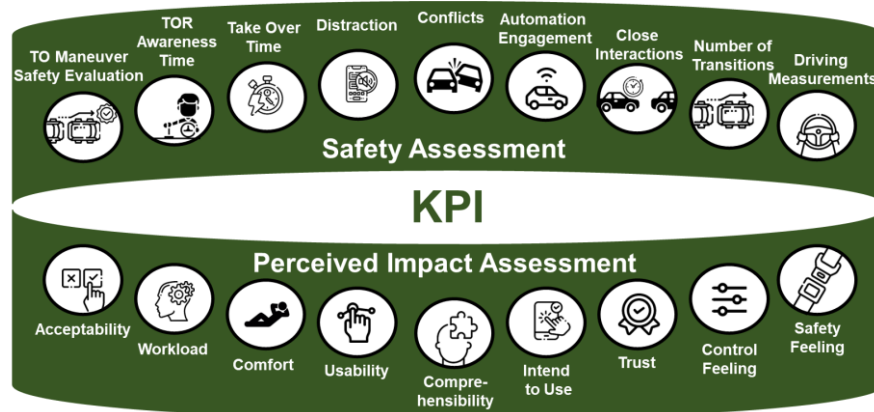 TO Maneuver
Safety Evaluation
TOR
Awareness
Time
Take Over
Time
Distraction
Conflicts
Automation
Engagement
Close
Interactions
Number of
Transitions
Driving
Measurements
Safety Assessment
KPI
Perceived Impact Assessment
Acceptability
Workload
Comfort
Usability
Compre-
hensibility
Intend
to Use
Trust
Control
Feeling
Safety
Feeling